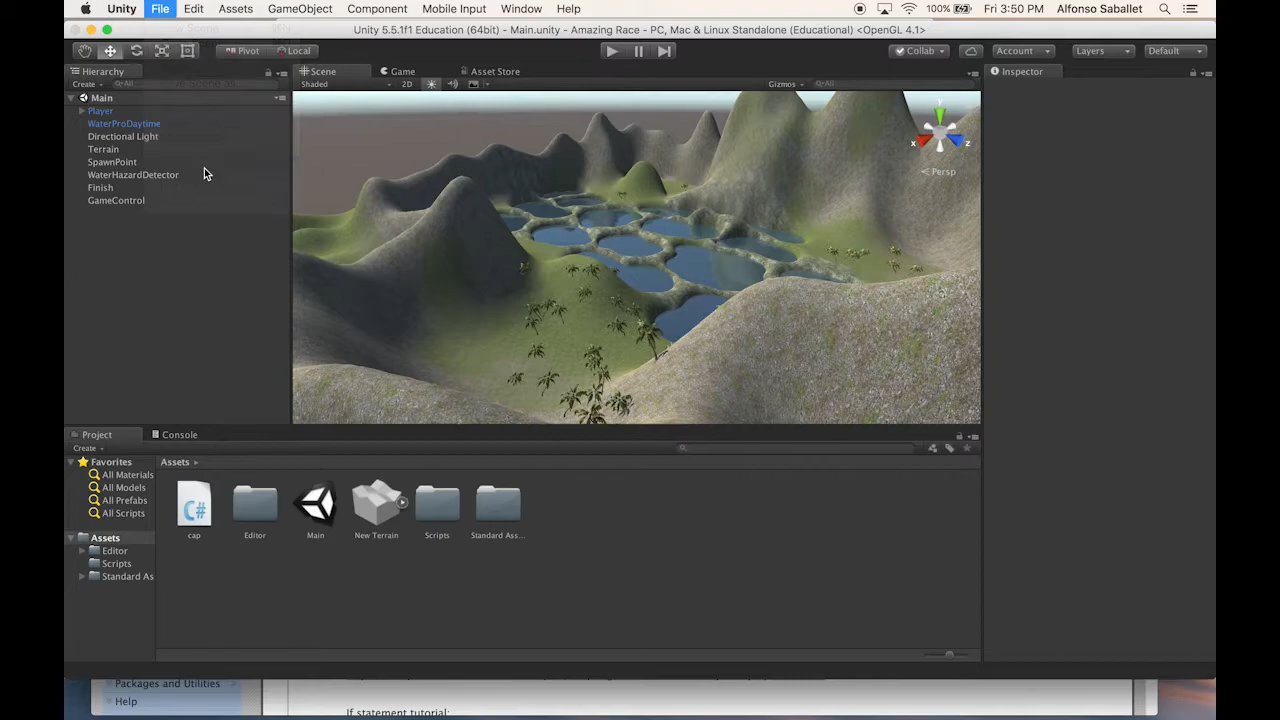 Unity File Edit Assets GameObject Component Mobile Input Window Help 100% Fri 3:50 PM Alfonso Saballet
Unity 5.5.1f1 Education (64bit) - Main.unity - Amazing Race - PC, Mac & Linux Standalone (Educational) <OpenGL 4.1>
Pivot Local Collab Account Layers Default
Hierarchy Scene Game Asset Store Inspector
Create All Shaded 2D Gizmos All
Main
Player
WaterProDaytime
Directional Light
Terrain
SpawnPoint
WaterHazardDetector
Finish
GameControl
y
x z
Persp
Project Console
Create
Favorites
All Materials
All Models
All Prefabs
All Scripts
Assets
Editor
Scripts
Standard As
Assets
C#
cap Editor Main New Terrain Scripts Standard Ass...
Packages and Utilities
Help
If statement tutorial: